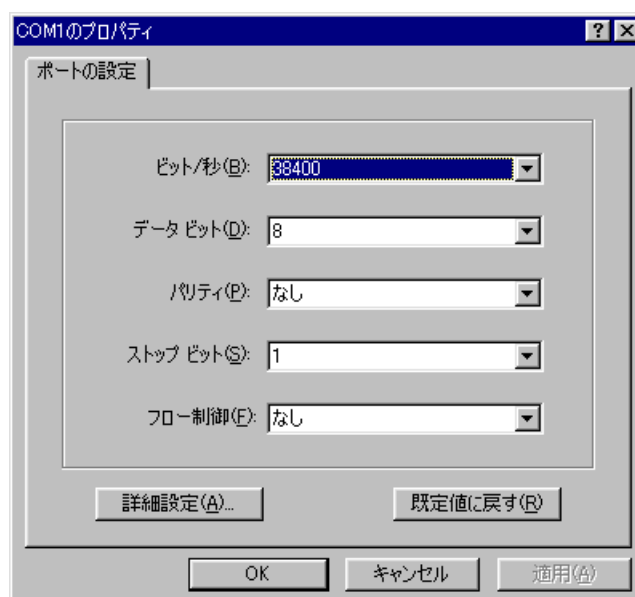 COM1のプロパティ
ポートの設定
ビット/秒(B): 38400
データ ビット(D): 8
パリティ(P): なし
ストップ ビット(S): 1
フロー制御(F): なし
詳細設定(A)... 既定値に戻す(R)
OK キャンセル 適用(A)